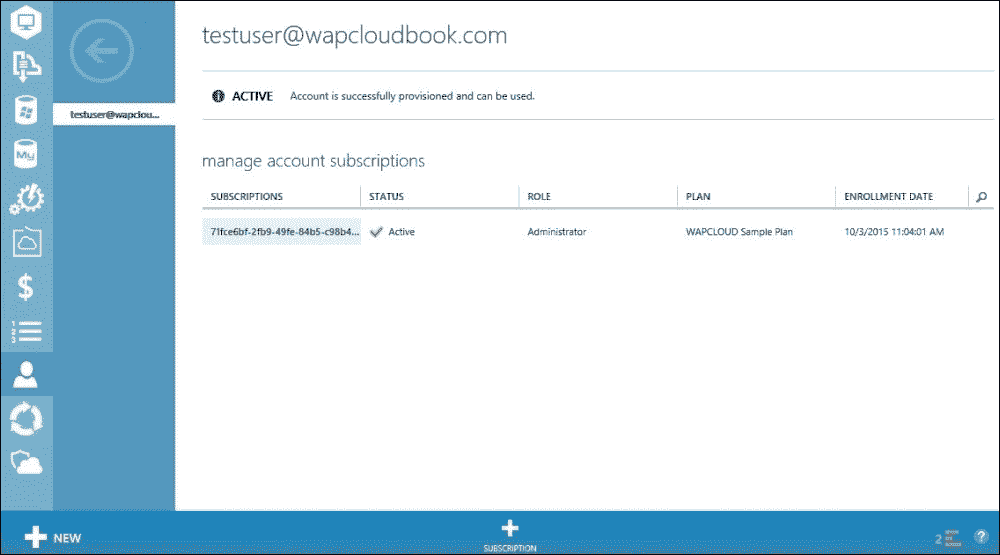 testuser@wapcloudbook.com
ACTIVE Account is successfully provisioned and can be used.
testuser@wapclou...
My
manage account subscriptions
SUBSCRIPTIONS STATUS ROLE PLAN ENROLLMENT DATE
71fce6bf-2fb9-49fe-84b5-c98b4... Active Administrator WAPCLOUD Sample Plan 10/3/2015 11:04:01 AM
$
1
2
3
NEW
SUBSCRIPTION
2
?